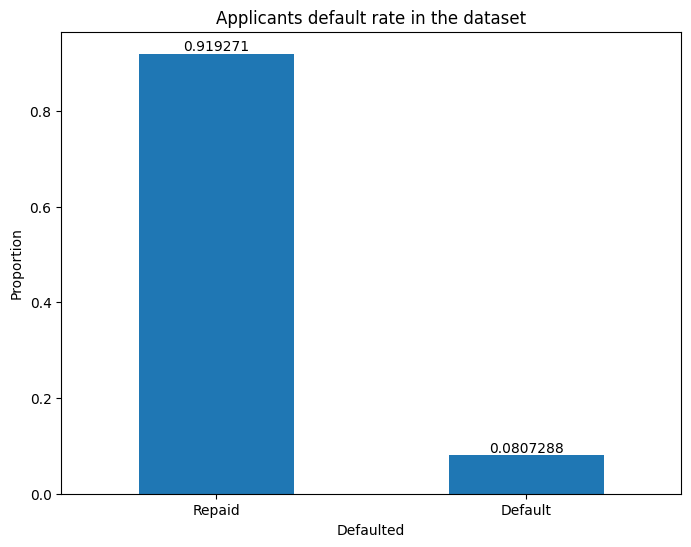 Applicants default rate in the dataset
0.919271
0.8
0.6
Proportion
0.4
0.2
0.0807288
0.0
Repaid
Default
Defaulted